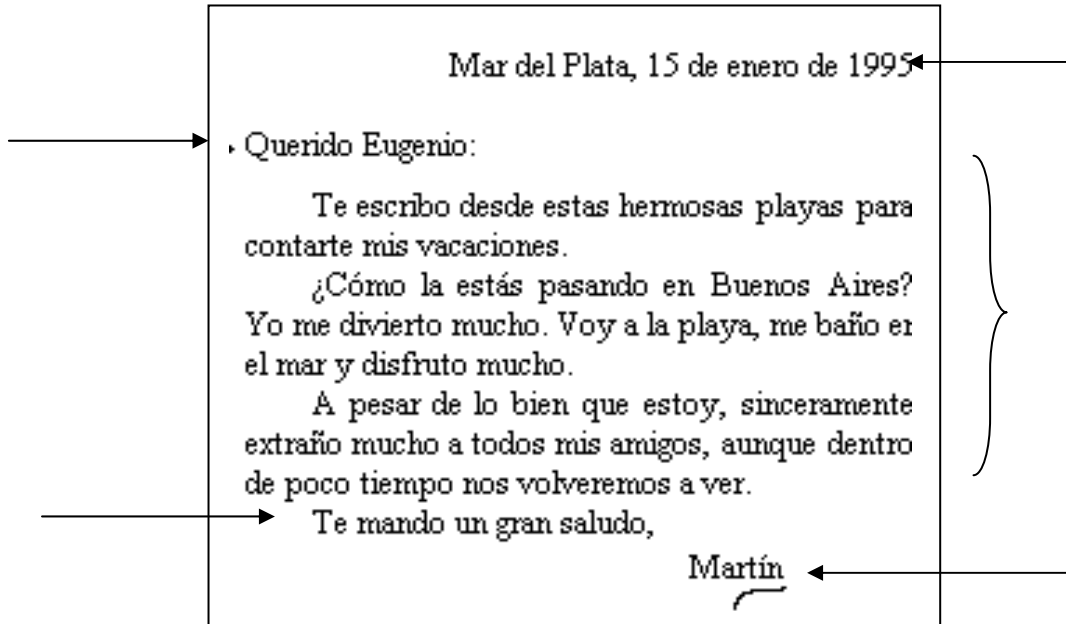 Mar del Plata, 15 de enero de 1995
Querido Eugenio:
Te escribo desde estas hermosas playas para
contarte mis vacaciones.
¿Cómo la estás pasando en Buenos Aires?
Yo me divierto mucho. Voy a la playa, me baño en
el mar y disfruto mucho.
A pesar de lo bien que estoy, sinceramente
extraño mucho a todos mis amigos, aunque dentro
de poco tiempo nos volveremos a ver.
Te mando un gran saludo,
Martín